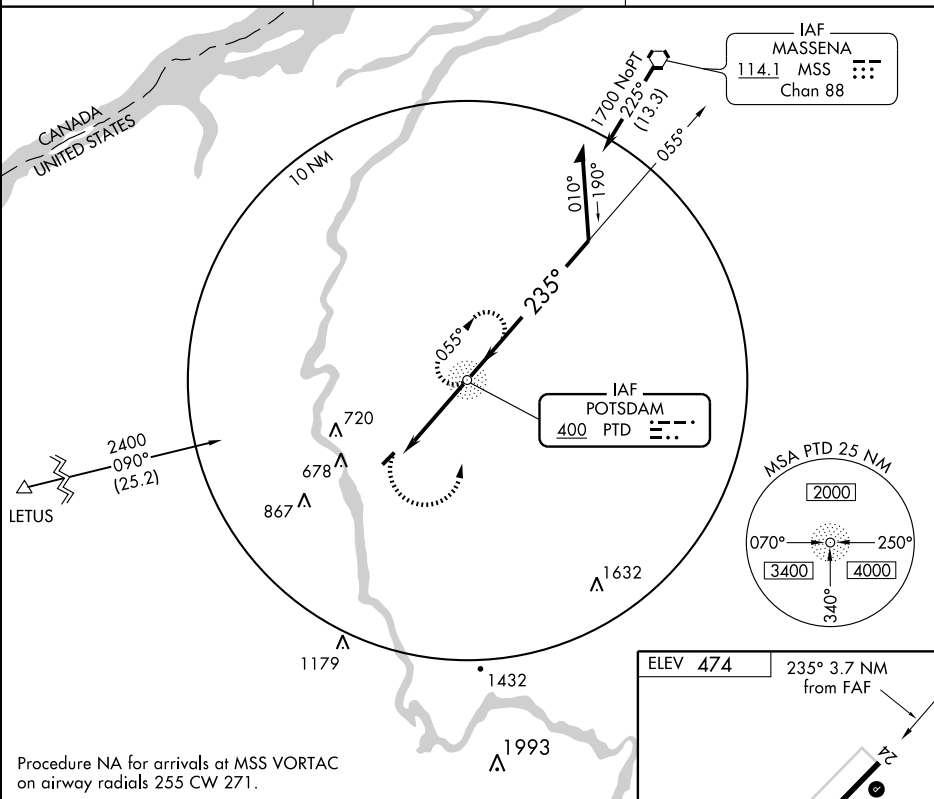 IAF
MASSENA
114.1 MSS
Chan 88
1700 NoPT
225°
(13.3)
055°
CANADA
UNITED STATES
10 NM
010°
190°
235°
055°
IAF
POTSDAM
400 PTD
720
678
867
2400
090°
(25.2)
LETUS
MSA PTD 25 NM
2000
070°
250°
3400
4000
340°
1632
1179
1432
1993
ELEV 474
235° 3.7 NM
from FAF
24
P
Procedure NA for arrivals at MSS VORTAC
on airway radials 255 CW 271.